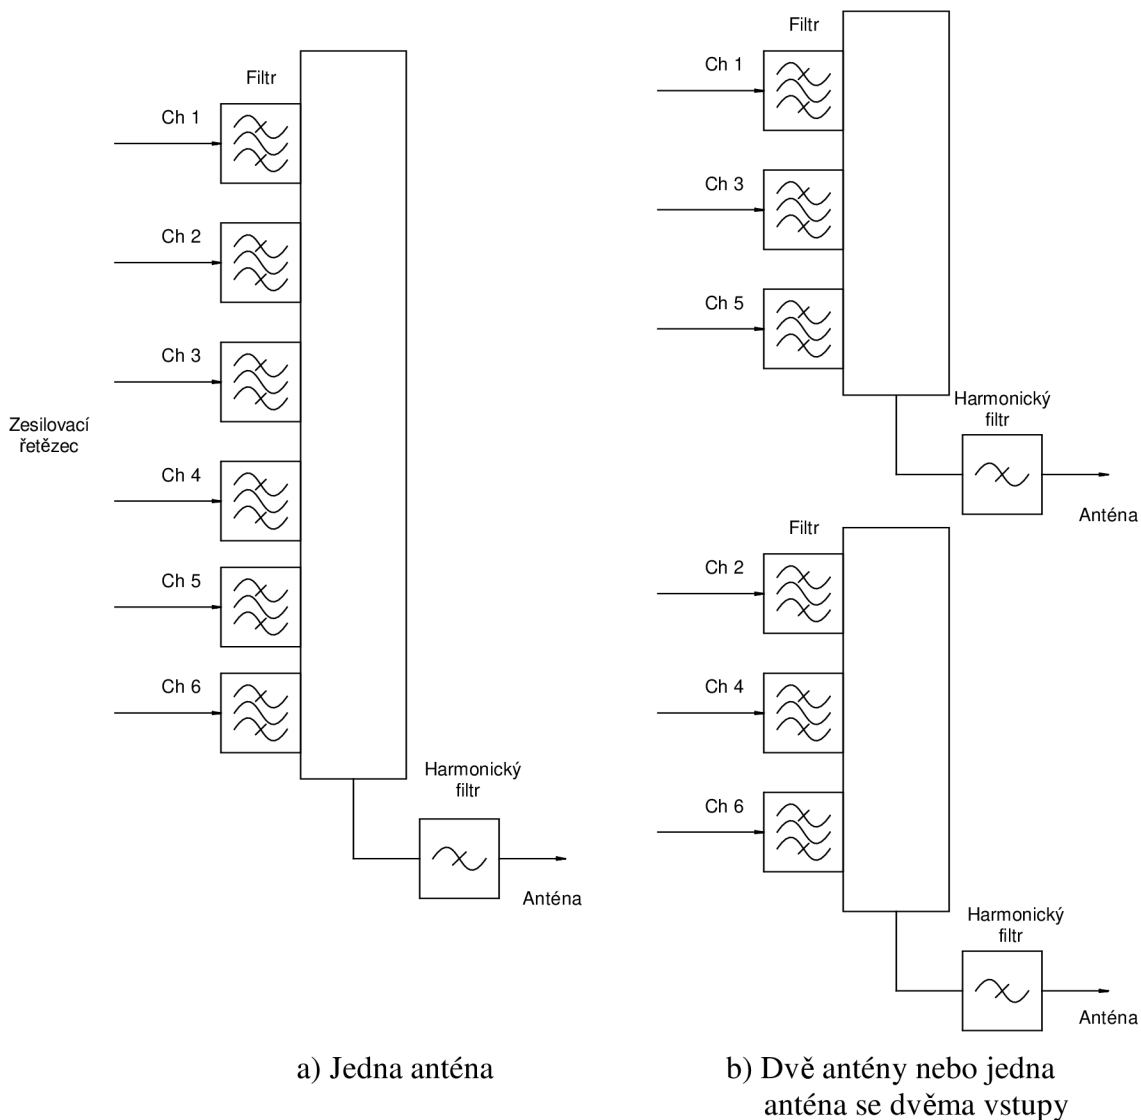 Filtr
Ch 1
Ch 2
Ch 3
Zesilovací
řetězec
Ch 4
Ch 5
Ch 6
Harmonický
filtr
Anténa
a) Jedna anténa
Filtr
Ch 1
Ch 3
Ch 5
Harmonický
filtr
Anténa
Filtr
Ch 2
Ch 4
Ch 6
Harmonický
filtr
Anténa
b) Dvě antény nebo jedna
anténa se dvěma vstupy